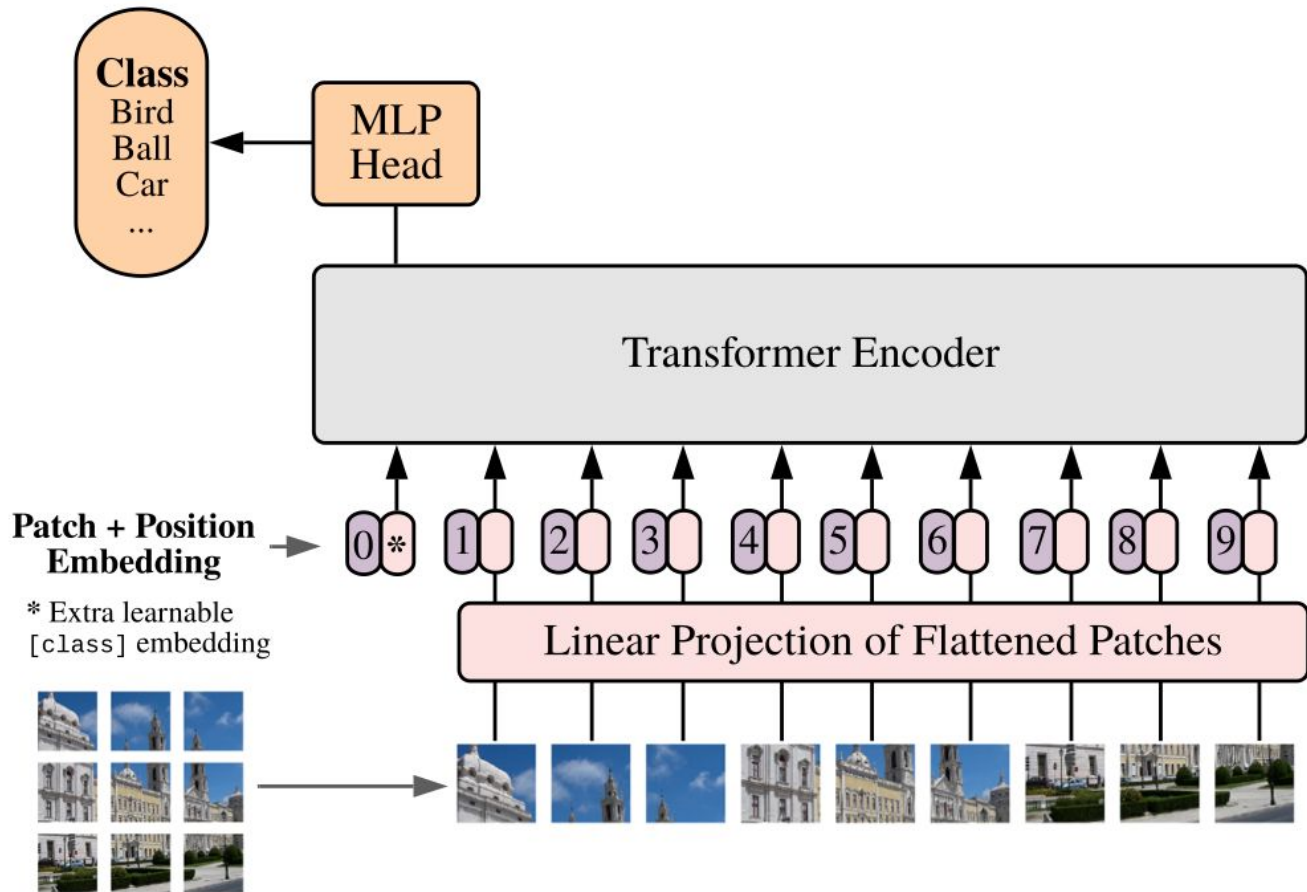 Class
Bird
Ball
Car
...
MLP
Head
Transformer Encoder
Patch + Position
Embedding
0 * 1 2 3 4 5 6 7 8 9
* Extra learnable
[class] embedding
Linear Projection of Flattened Patches